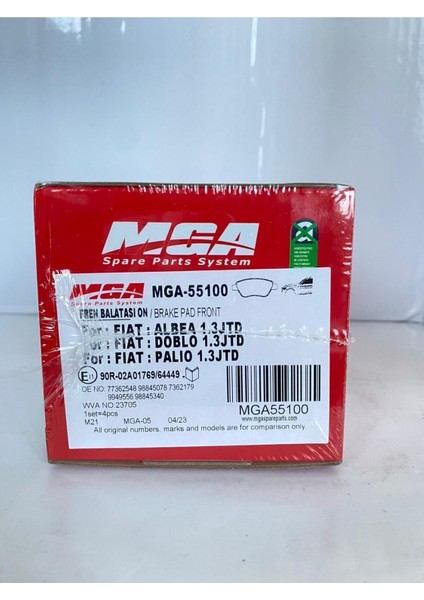 MGA
Spare Parts System
MGA MGA-55100
Spare Parts System
FREN BALATASI ON / BRAKE PAD FRONT
For : FIAT : ALBEA 1.3JTD
For : FIAT : DOBLO 1.3JTD
For : FIAT : PALIO 1.3JTD
E11 90R-02A01769/64449
OE NO: 77362548 98845078 7362179
9949556 98845340
WVA NO:23705
1set=4pcs
M21 MGA-05 04/23
MGA55100
www.mgaspareparts.com
All original numbers, marks and models are for comparison only.